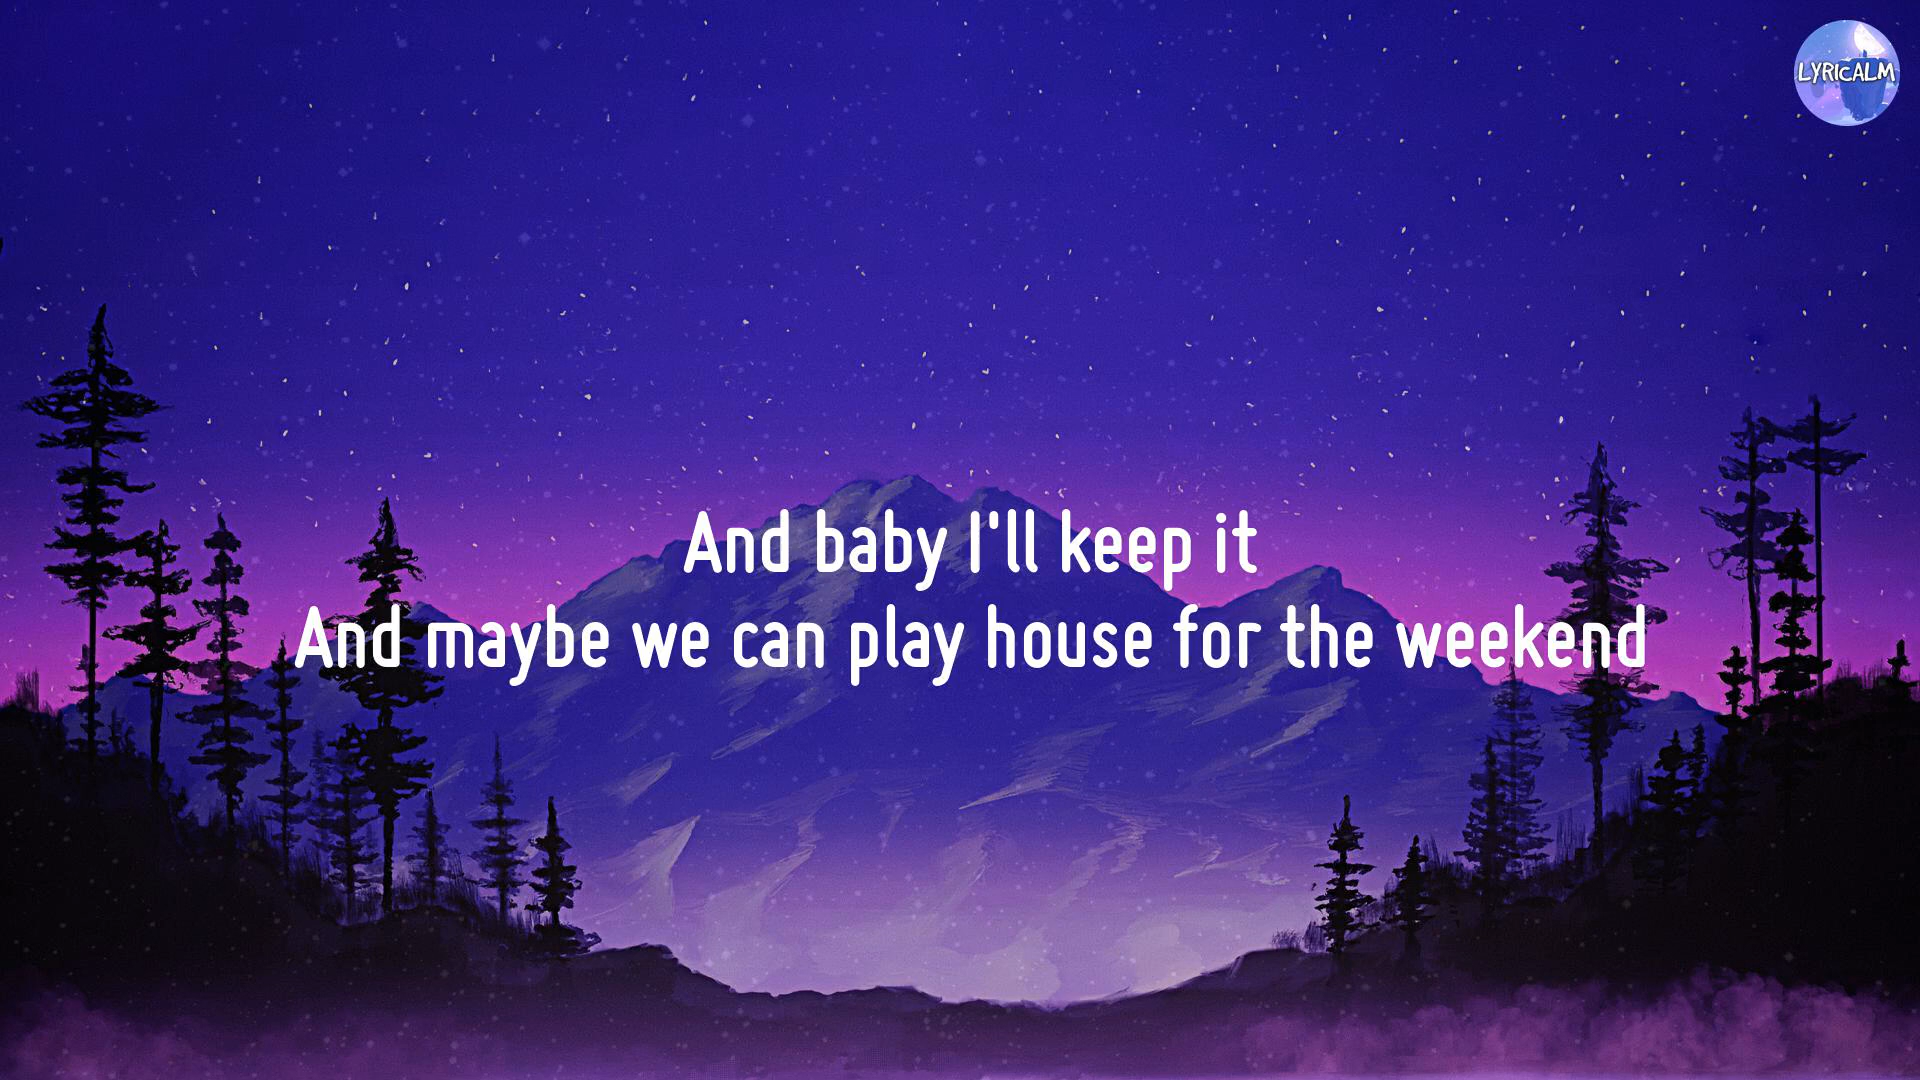 LYRICALM
And baby I'll keep it
And maybe we can play house for the weekend